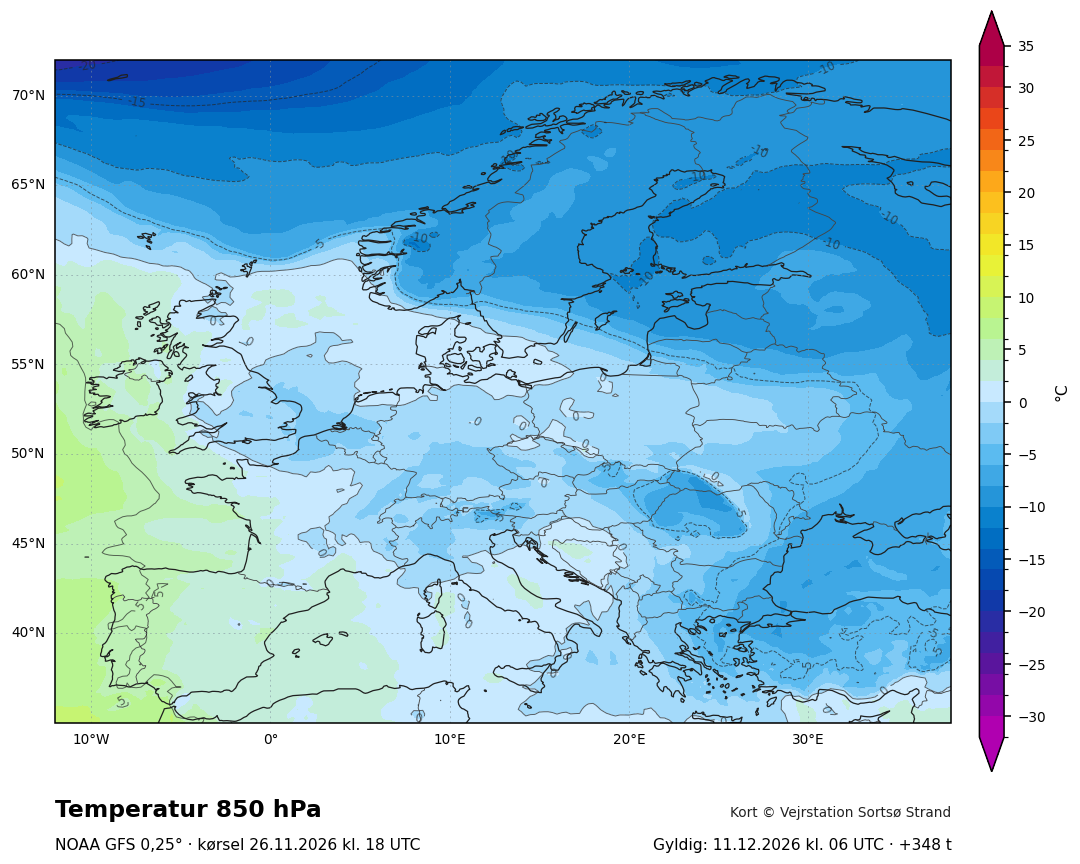 70°N
65°N
60°N
55°N
50°N
45°N
40°N
10°W
0°
10°E
20°E
30°E
35
30
25
20
15
10
5
0
−5
−10
−15
−20
−25
−30
°C
Temperatur 850 hPa
Kort © Vejrstation Sortsø Strand
NOAA GFS 0,25° · kørsel 26.11.2026 kl. 18 UTC
Gyldig: 11.12.2026 kl. 06 UTC · +348 t